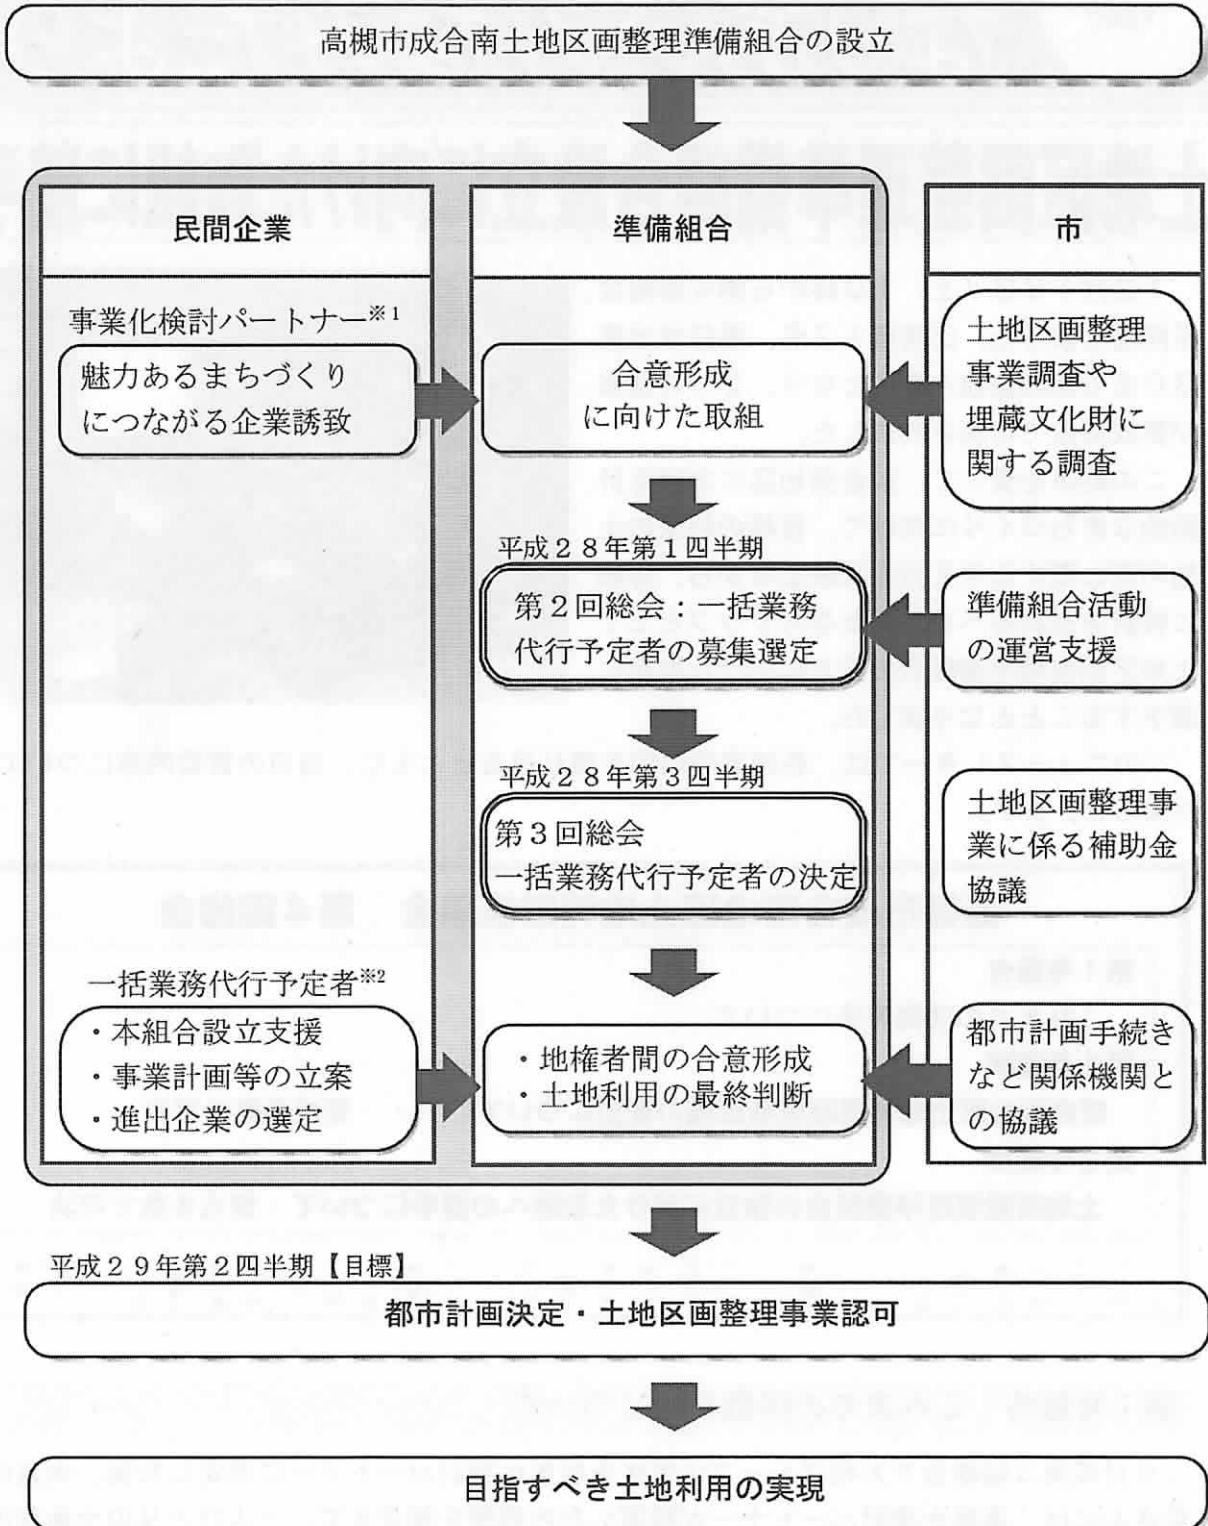 高槻市成合南土地区画整理準備組合の設立
民間企業
準備組合
市
事業化検討パートナー※1
魅力あるまちづくり
につながる企業誘致
合意形成
に向けた取組
土地区画整理
事業調査や
埋蔵文化財に
関する調査
平成28年第1四半期
第2回総会：一括業務
代行予定者の募集選定
準備組合活動
の運営支援
平成28年第3四半期
第3回総会
一括業務代行予定者の決定
土地区画整理事
業に係る補助金
協議
一括業務代行予定者※2
・本組合設立支援
・事業計画等の立案
・進出企業の選定
・地権者間の合意形成
・土地利用の最終判断
都市計画手続き
など関係機関と
の協議
平成29年第2四半期【目標】
都市計画決定・土地区画整理事業認可
目指すべき土地利用の実現